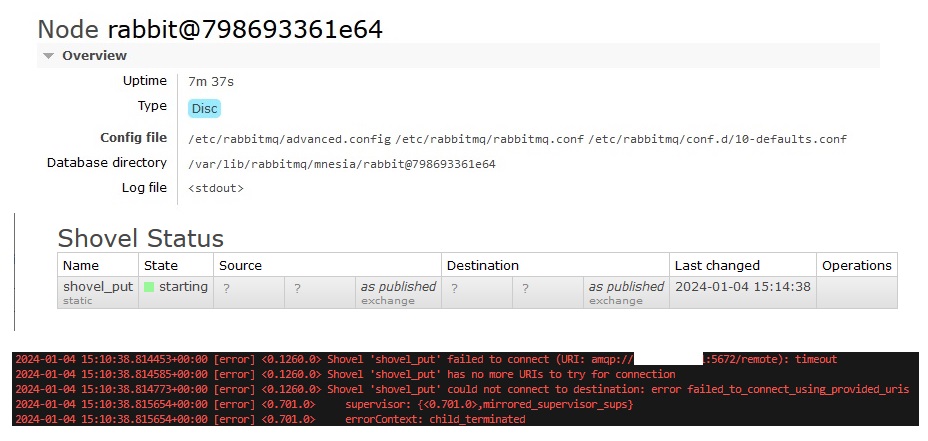 Node rabbit@798693361e64
Overview
Uptime 7m 37s
Type Disc
Config file /etc/rabbitmq/advanced.config /etc/rabbitmq/rabbitmq.conf /etc/rabbitmq/conf.d/10-defaults.conf
Database directory /var/lib/rabbitmq/mnesia/rabbit@798693361e64
Log file <stdout>
Shovel Status
Name State Source Destination Last changed Operations
shovel_put starting ? ? as published ? ? as published 2024-01-04 15:14:38
static exchange exchange
2024-01-04 15:10:38.814453+00:00 [error] <0.1260.0> Shovel 'shovel_put' failed to connect (URI: amqp:// :5672/remote): timeout
2024-01-04 15:10:38.814585+00:00 [error] <0.1260.0> Shovel 'shovel_put' has no more URIs to try for connection
2024-01-04 15:10:38.814773+00:00 [error] <0.1260.0> Shovel 'shovel_put' could not connect to destination: error failed_to_connect_using_provided_uris
2024-01-04 15:10:38.815654+00:00 [error] <0.701.0> supervisor: {<0.701.0>,mirrored_supervisor_sups}
2024-01-04 15:10:38.815654+00:00 [error] <0.701.0> errorContext: child_terminated